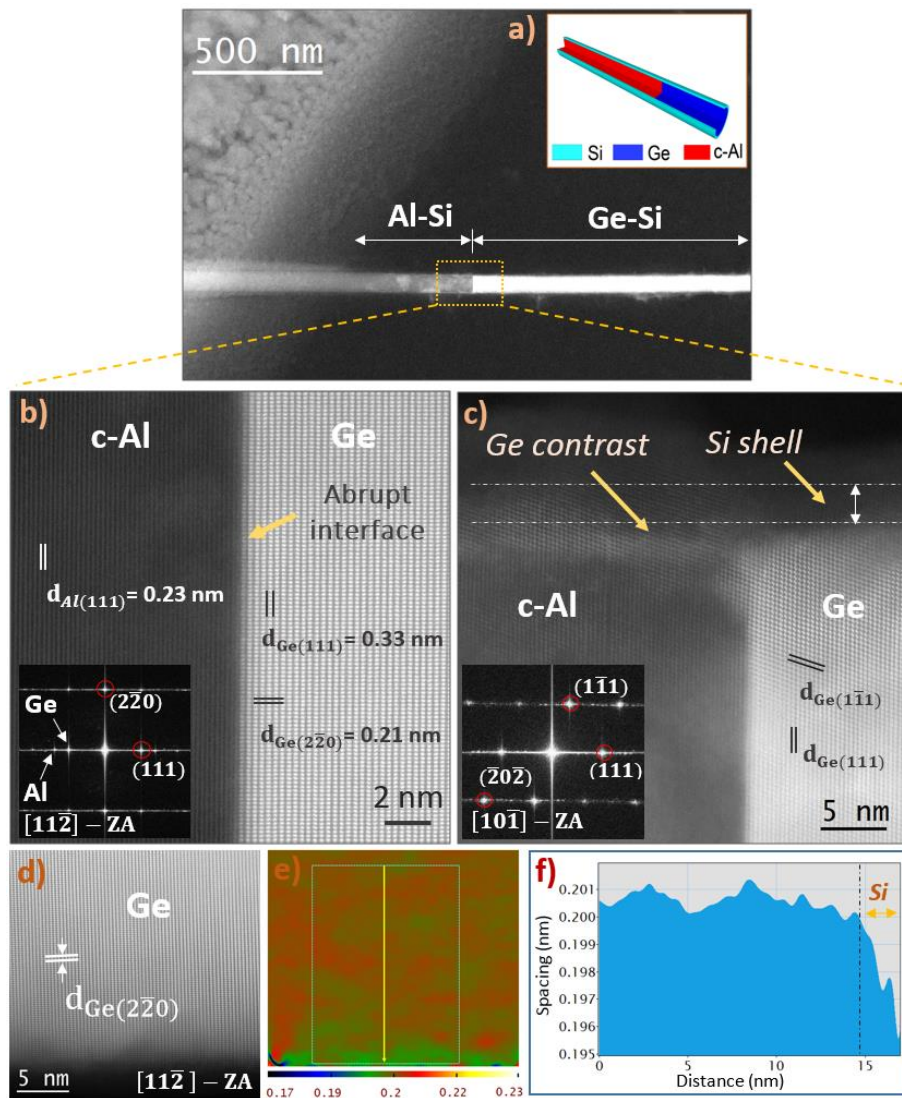 a)
500 nm
Si Ge c-Al
Al-Si Ge-Si
b)
c-Al Ge
Abrupt
interface
d_Al(111) = 0.23 nm
d_Ge(111) = 0.33 nm
d_Ge(22̄0) = 0.21 nm
Ge
Al
(22̄0)
(111)
[112̄] – ZA
2 nm
c)
Ge contrast Si shell
c-Al Ge
d_Ge(11̄1)
d_Ge(111)
(11̄1)
(111)
(2̄02̄)
[101̄] – ZA
5 nm
d)
Ge
d_Ge(22̄0)
5 nm [112̄] – ZA
e)
0.17 0.19 0.2 0.22 0.23
f)
Si
Spacing (nm)
0.201
0.200
0.199
0.198
0.197
0.196
0.195
0 5 10 15
Distance (nm)